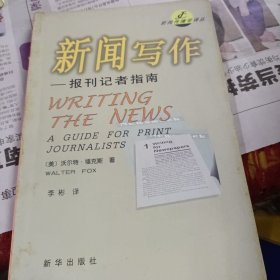 新闻写作
—报刊记者指南
WRITING
THE NEWS
A GUIDE FOR PRINT
JOURNALISTS
(美) 沃尔特·福克斯 著
WALTER FOX
李彬 译
新华出版社